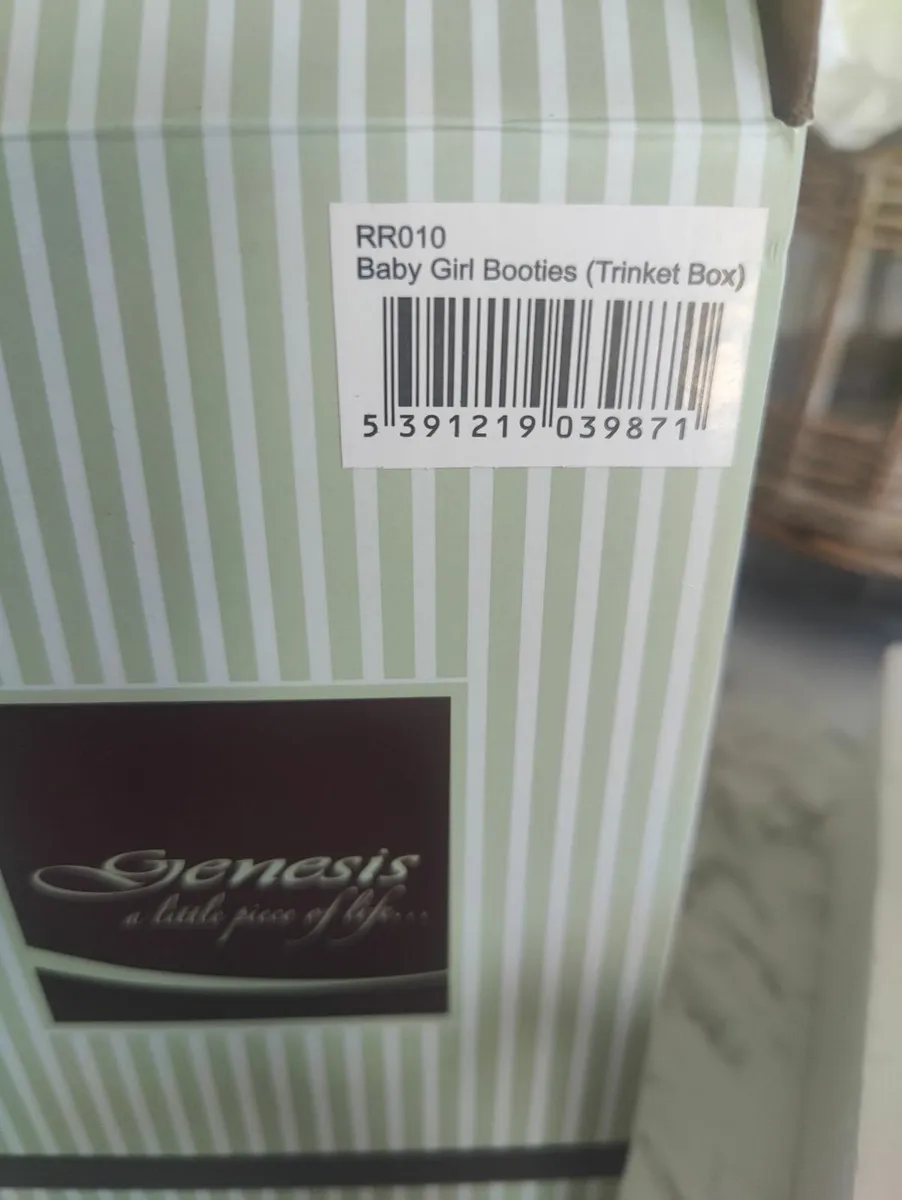 RR010
Baby Girl Booties (Trinket Box)
5 391219 039871
Genesis
a little piece of life...